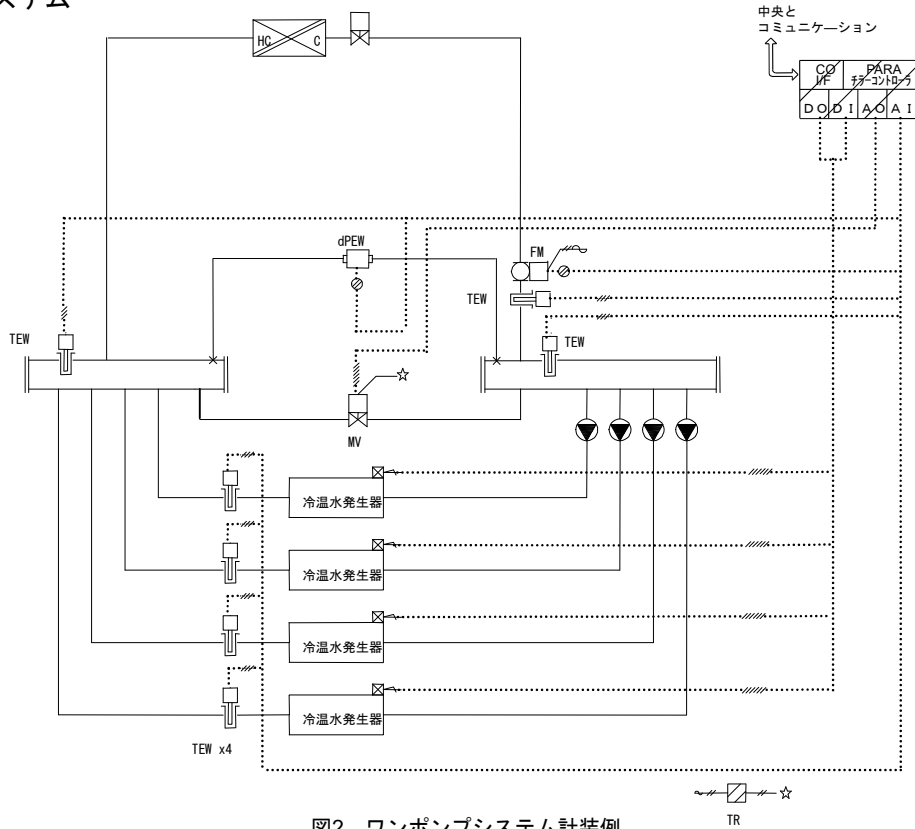 ステム
中央と
コミュニケーション
HC C
CO I/F
PARA チラーコントローラ
DO DI AO AI
dPEW
FM
TEW
TEW
TEW
MV
冷温水発生器
冷温水発生器
冷温水発生器
冷温水発生器
TEW x4
TR
図2 ワンポンプシステム計装例